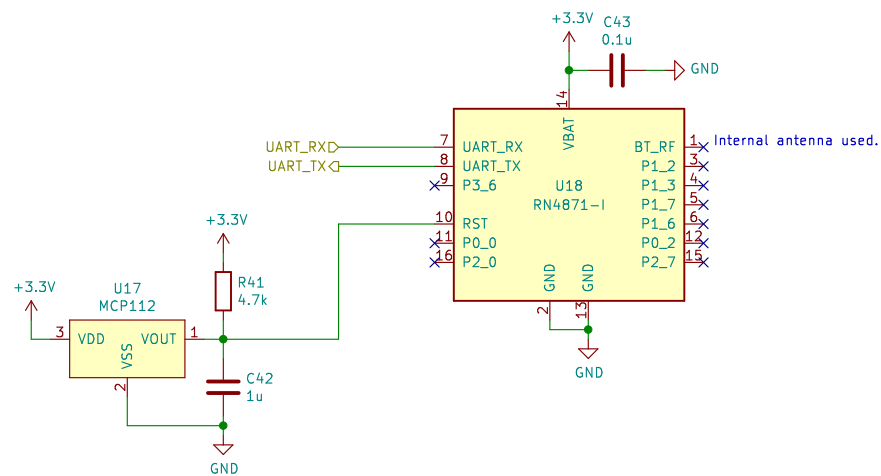 +3.3V
C43
0.1u
GND
14
VBAT
UART_RX
7
UART_RX
BT_RF
1
Internal antenna used.
UART_TX
8
UART_TX
P1_2
3
9
P3_6
U18
P1_3
4
RN4871-I
P1_7
5
10
RST
P1_6
6
11
P0_0
P0_2
12
16
P2_0
P2_7
15
GND
GND
2
13
GND
+3.3V
R41
4.7k
+3.3V
U17
MCP112
3
VDD
VOUT
1
VSS
2
C42
1u
GND